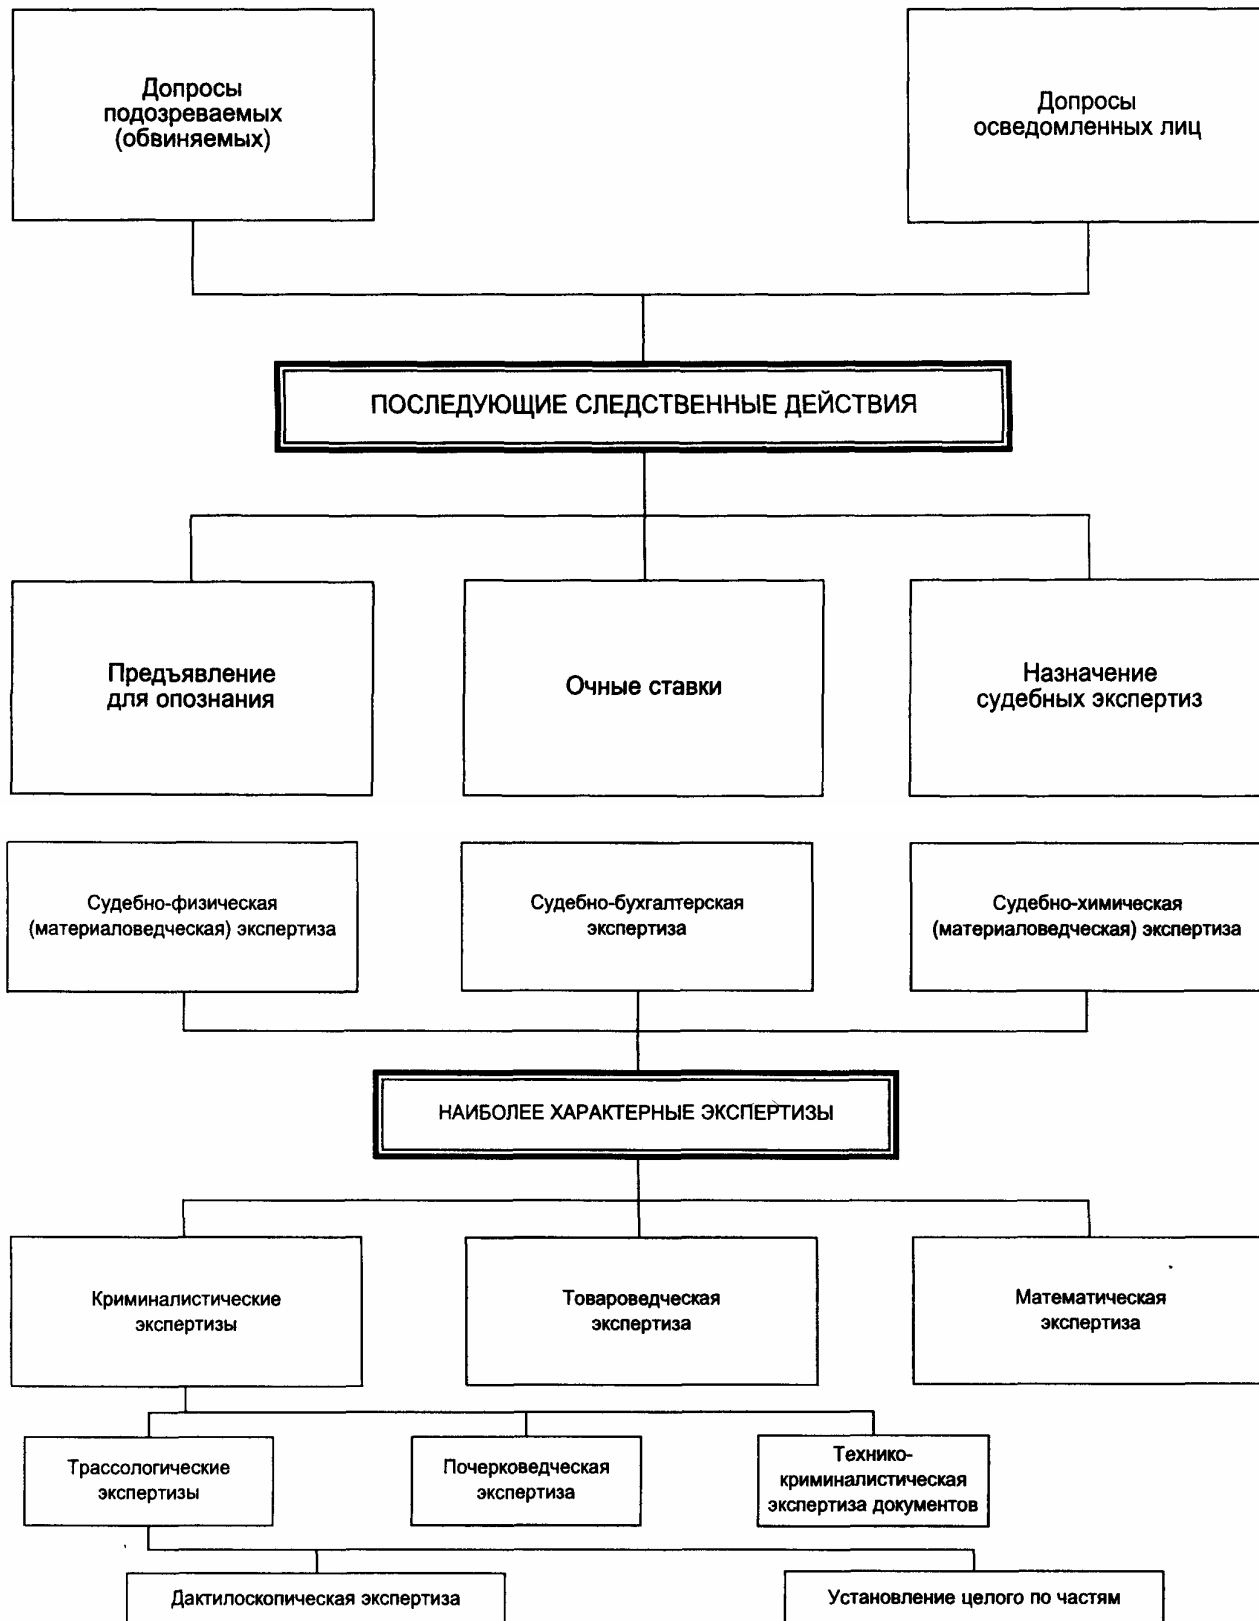 Допросы
подозреваемых
(обвиняемых)
Допросы
осведомленных лиц
ПОСЛЕДУЮЩИЕ СЛЕДСТВЕННЫЕ ДЕЙСТВИЯ
Предъявление
для опознания
Очные ставки
Назначение
судебных экспертиз
Судебно-физическая
(материаловедческая) экспертиза
Судебно-бухгалтерская
экспертиза
Судебно-химическая
(материаловедческая) экспертиза
НАИБОЛЕЕ ХАРАКТЕРНЫЕ ЭКСПЕРТИЗЫ
Криминалистические
экспертизы
Товароведческая
экспертиза
Математическая
экспертиза
Трассологические
экспертизы
Почерковедческая
экспертиза
Технико-
криминалистическая
экспертиза документов
Дактилоскопическая экспертиза
Установление целого по частям